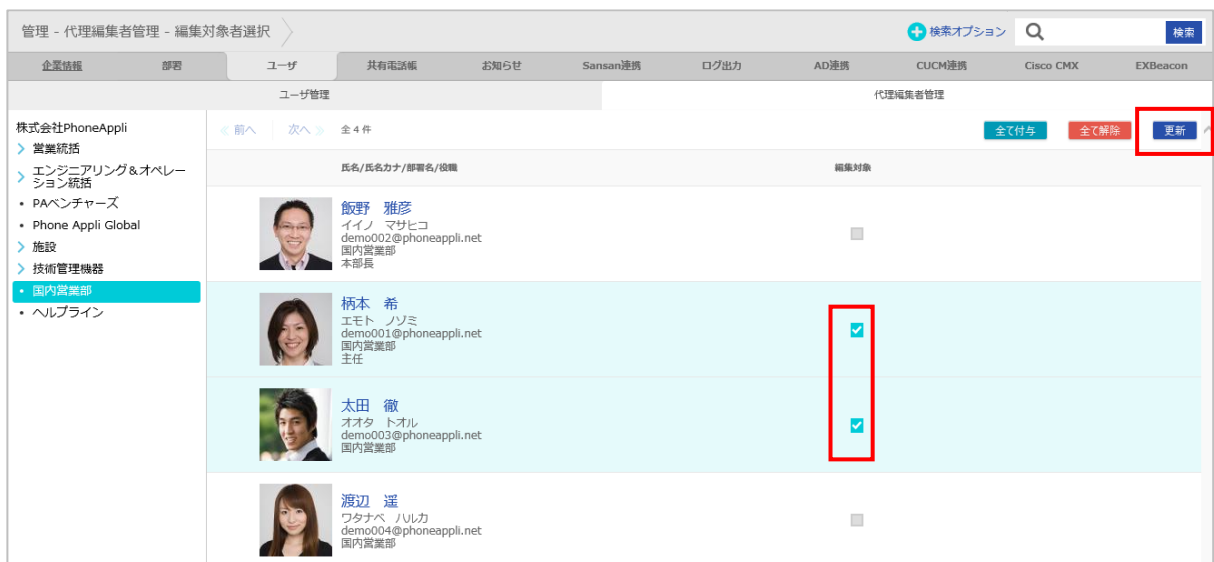 管理 - 代理編集者管理 - 編集対象者選択
検索オプション
検索
企業情報 部署 ユーザ 共有電話帳 お知らせ Sansan連携 ログ出力 AD連携 CUCM連携 Cisco CMX EXBeacon
ユーザ管理 代理編集者管理
株式会社PhoneAppli
営業統括
エンジニアリング&オペレー
ション統括
• PAベンチャーズ
• Phone Appli Global
施設
技術管理機器
• 国内営業部
• ヘルプライン
≪ 前へ 次へ ≫ 全 4 件 全て付与 全て解除 更新
氏名/氏名カナ/部署名/役職 編集対象
飯野 雅彦
イイノ マサヒコ
demo002@phoneappli.net
国内営業部
本部長
柄本 希
エモト ノゾミ
demo001@phoneappli.net
国内営業部
主任
太田 徹
オオタ トオル
demo003@phoneappli.net
国内営業部
渡辺 遥
ワタナベ ハルカ
demo004@phoneappli.net
国内営業部